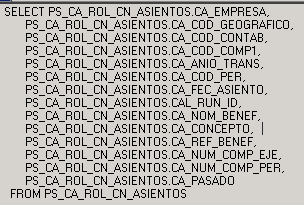 SELECT PS_CA_ROL_CN_ASIENTOS.CA_EMPRESA,
PS_CA_ROL_CN_ASIENTOS.CA_COD_GEOGRAFICO,
PS_CA_ROL_CN_ASIENTOS.CA_COD_CONTAB,
PS_CA_ROL_CN_ASIENTOS.CA_COD_COMP1,
PS_CA_ROL_CN_ASIENTOS.CA_ANIO_TRANS,
PS_CA_ROL_CN_ASIENTOS.CA_COD_PER,
PS_CA_ROL_CN_ASIENTOS.CA_FEC_ASIENTO,
PS_CA_ROL_CN_ASIENTOS.CAL_RUN_ID,
PS_CA_ROL_CN_ASIENTOS.CA_NOM_BENEF,
PS_CA_ROL_CN_ASIENTOS.CA_CONCEPTO,
PS_CA_ROL_CN_ASIENTOS.CA_REF_BENEF,
PS_CA_ROL_CN_ASIENTOS.CA_NUM_COMP_EJE,
PS_CA_ROL_CN_ASIENTOS.CA_NUM_COMP_PER,
PS_CA_ROL_CN_ASIENTOS.CA_PASADO
FROM PS_CA_ROL_CN_ASIENTOS